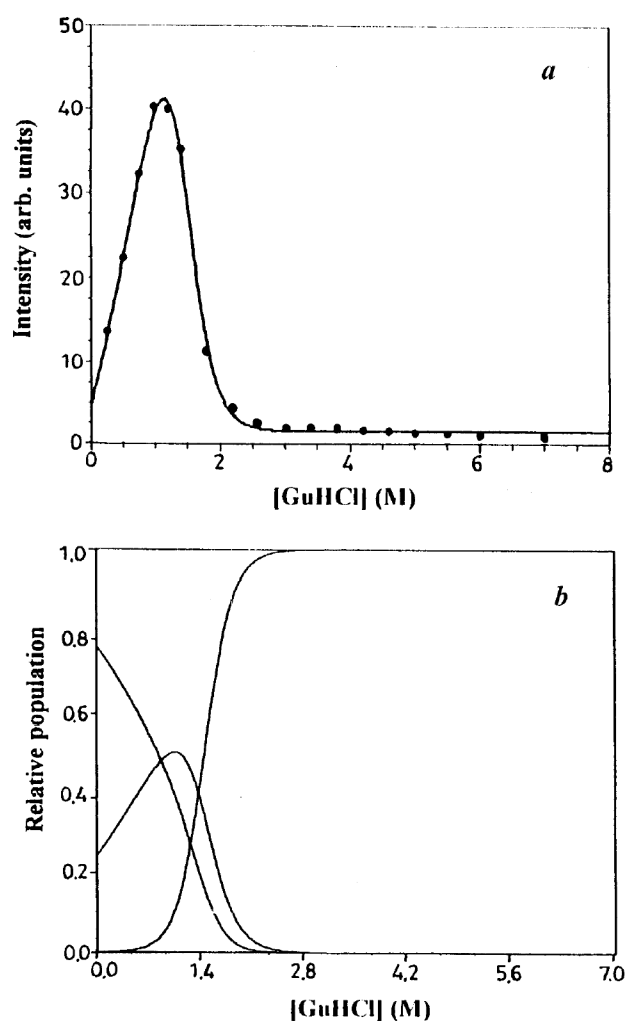 50
40
30
20
10
0
Intensity (arb. units)
a
0 2 4 6 8
[GuHCl] (M)
1,0
0,8
0,6
0,4
0,2
0,0
Relative population
b
0,0 1,4 2,8 4,2 5,6 7,0
[GuHCl] (M)